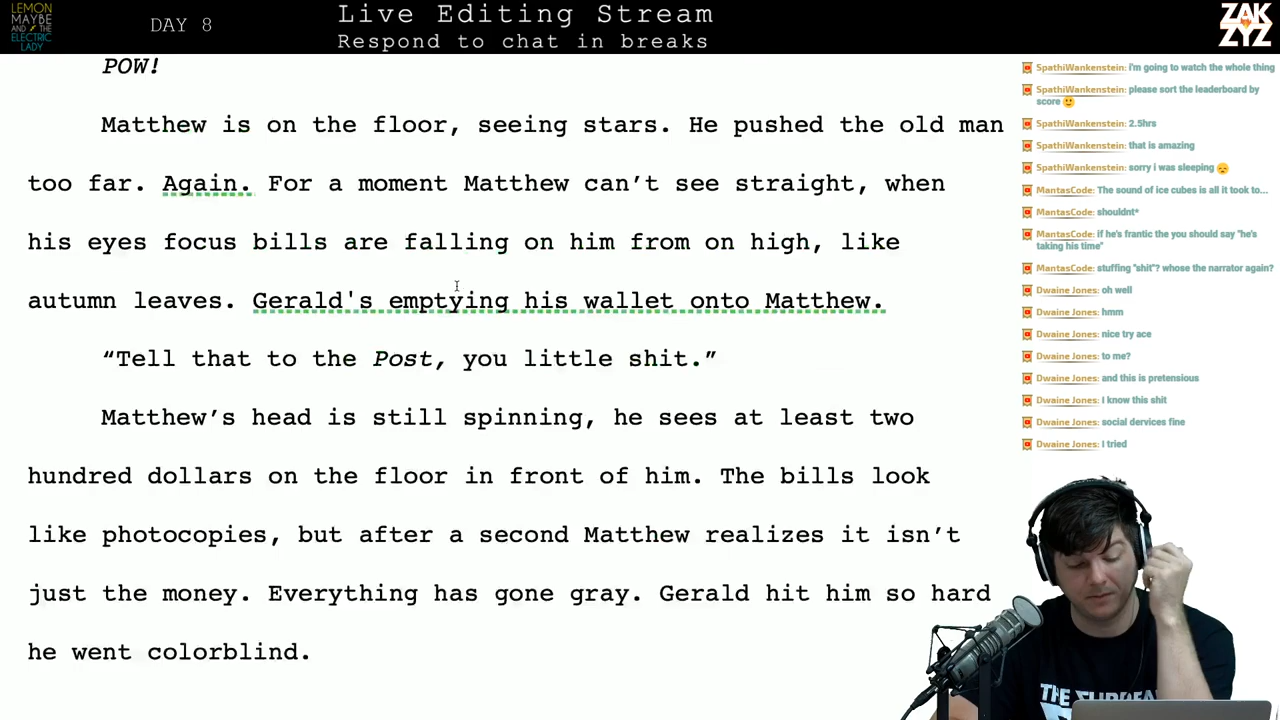 LEMON
MAYBE
AND THE
ELECTRIC
LADY
DAY 8
Live Editing Stream
Respond to chat in breaks
ZAK
ZYZ
POW!
Matthew is on the floor, seeing stars. He pushed the old man
too far. Again. For a moment Matthew can’t see straight, when
his eyes focus bills are falling on him from on high, like
autumn leaves. Gerald's emptying his wallet onto Matthew.
“Tell that to the Post, you little shit.”
Matthew’s head is still spinning, he sees at least two
hundred dollars on the floor in front of him. The bills look
like photocopies, but after a second Matthew realizes it isn’t
just the money. Everything has gone gray. Gerald hit him so hard
he went colorblind.
SpathiWankenstein: i'm going to watch the whole thing
SpathiWankenstein: please sort the leaderboard by
score 🙂
SpathiWankenstein: 2.5hrs
SpathiWankenstein: that is amazing
SpathiWankenstein: sorry i was sleeping 😞
MantasCode: The sound of ice cubes is all it took to...
MantasCode: shouldnt*
MantasCode: if he's frantic the you should say "he's
taking his time"
MantasCode: stuffing "shit"? whose the narrator again?
Dwaine Jones: oh well
Dwaine Jones: hmm
Dwaine Jones: nice try ace
Dwaine Jones: to me?
Dwaine Jones: and this is pretensious
Dwaine Jones: I know this shit
Dwaine Jones: social dervices fine
Dwaine Jones: I tried
THE